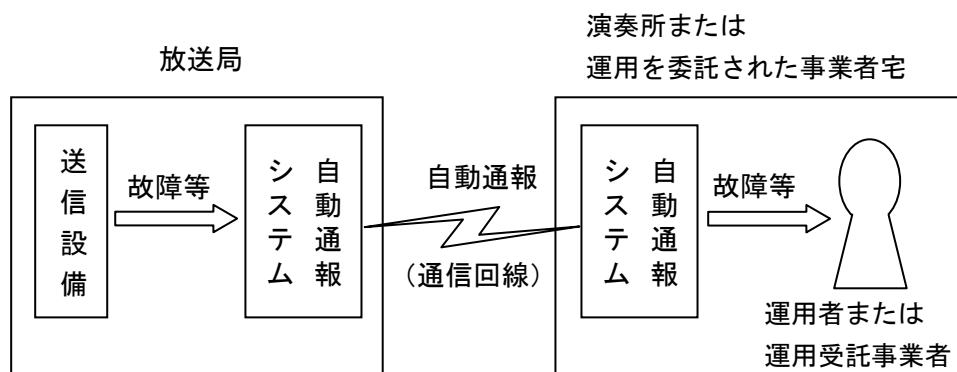 放送局
演奏所または
運用を委託された事業者宅
送信設備
故障等
自動通報
システム
自動通報
(通信回線)
自動通報
システム
故障等
運用者または
運用受託事業者